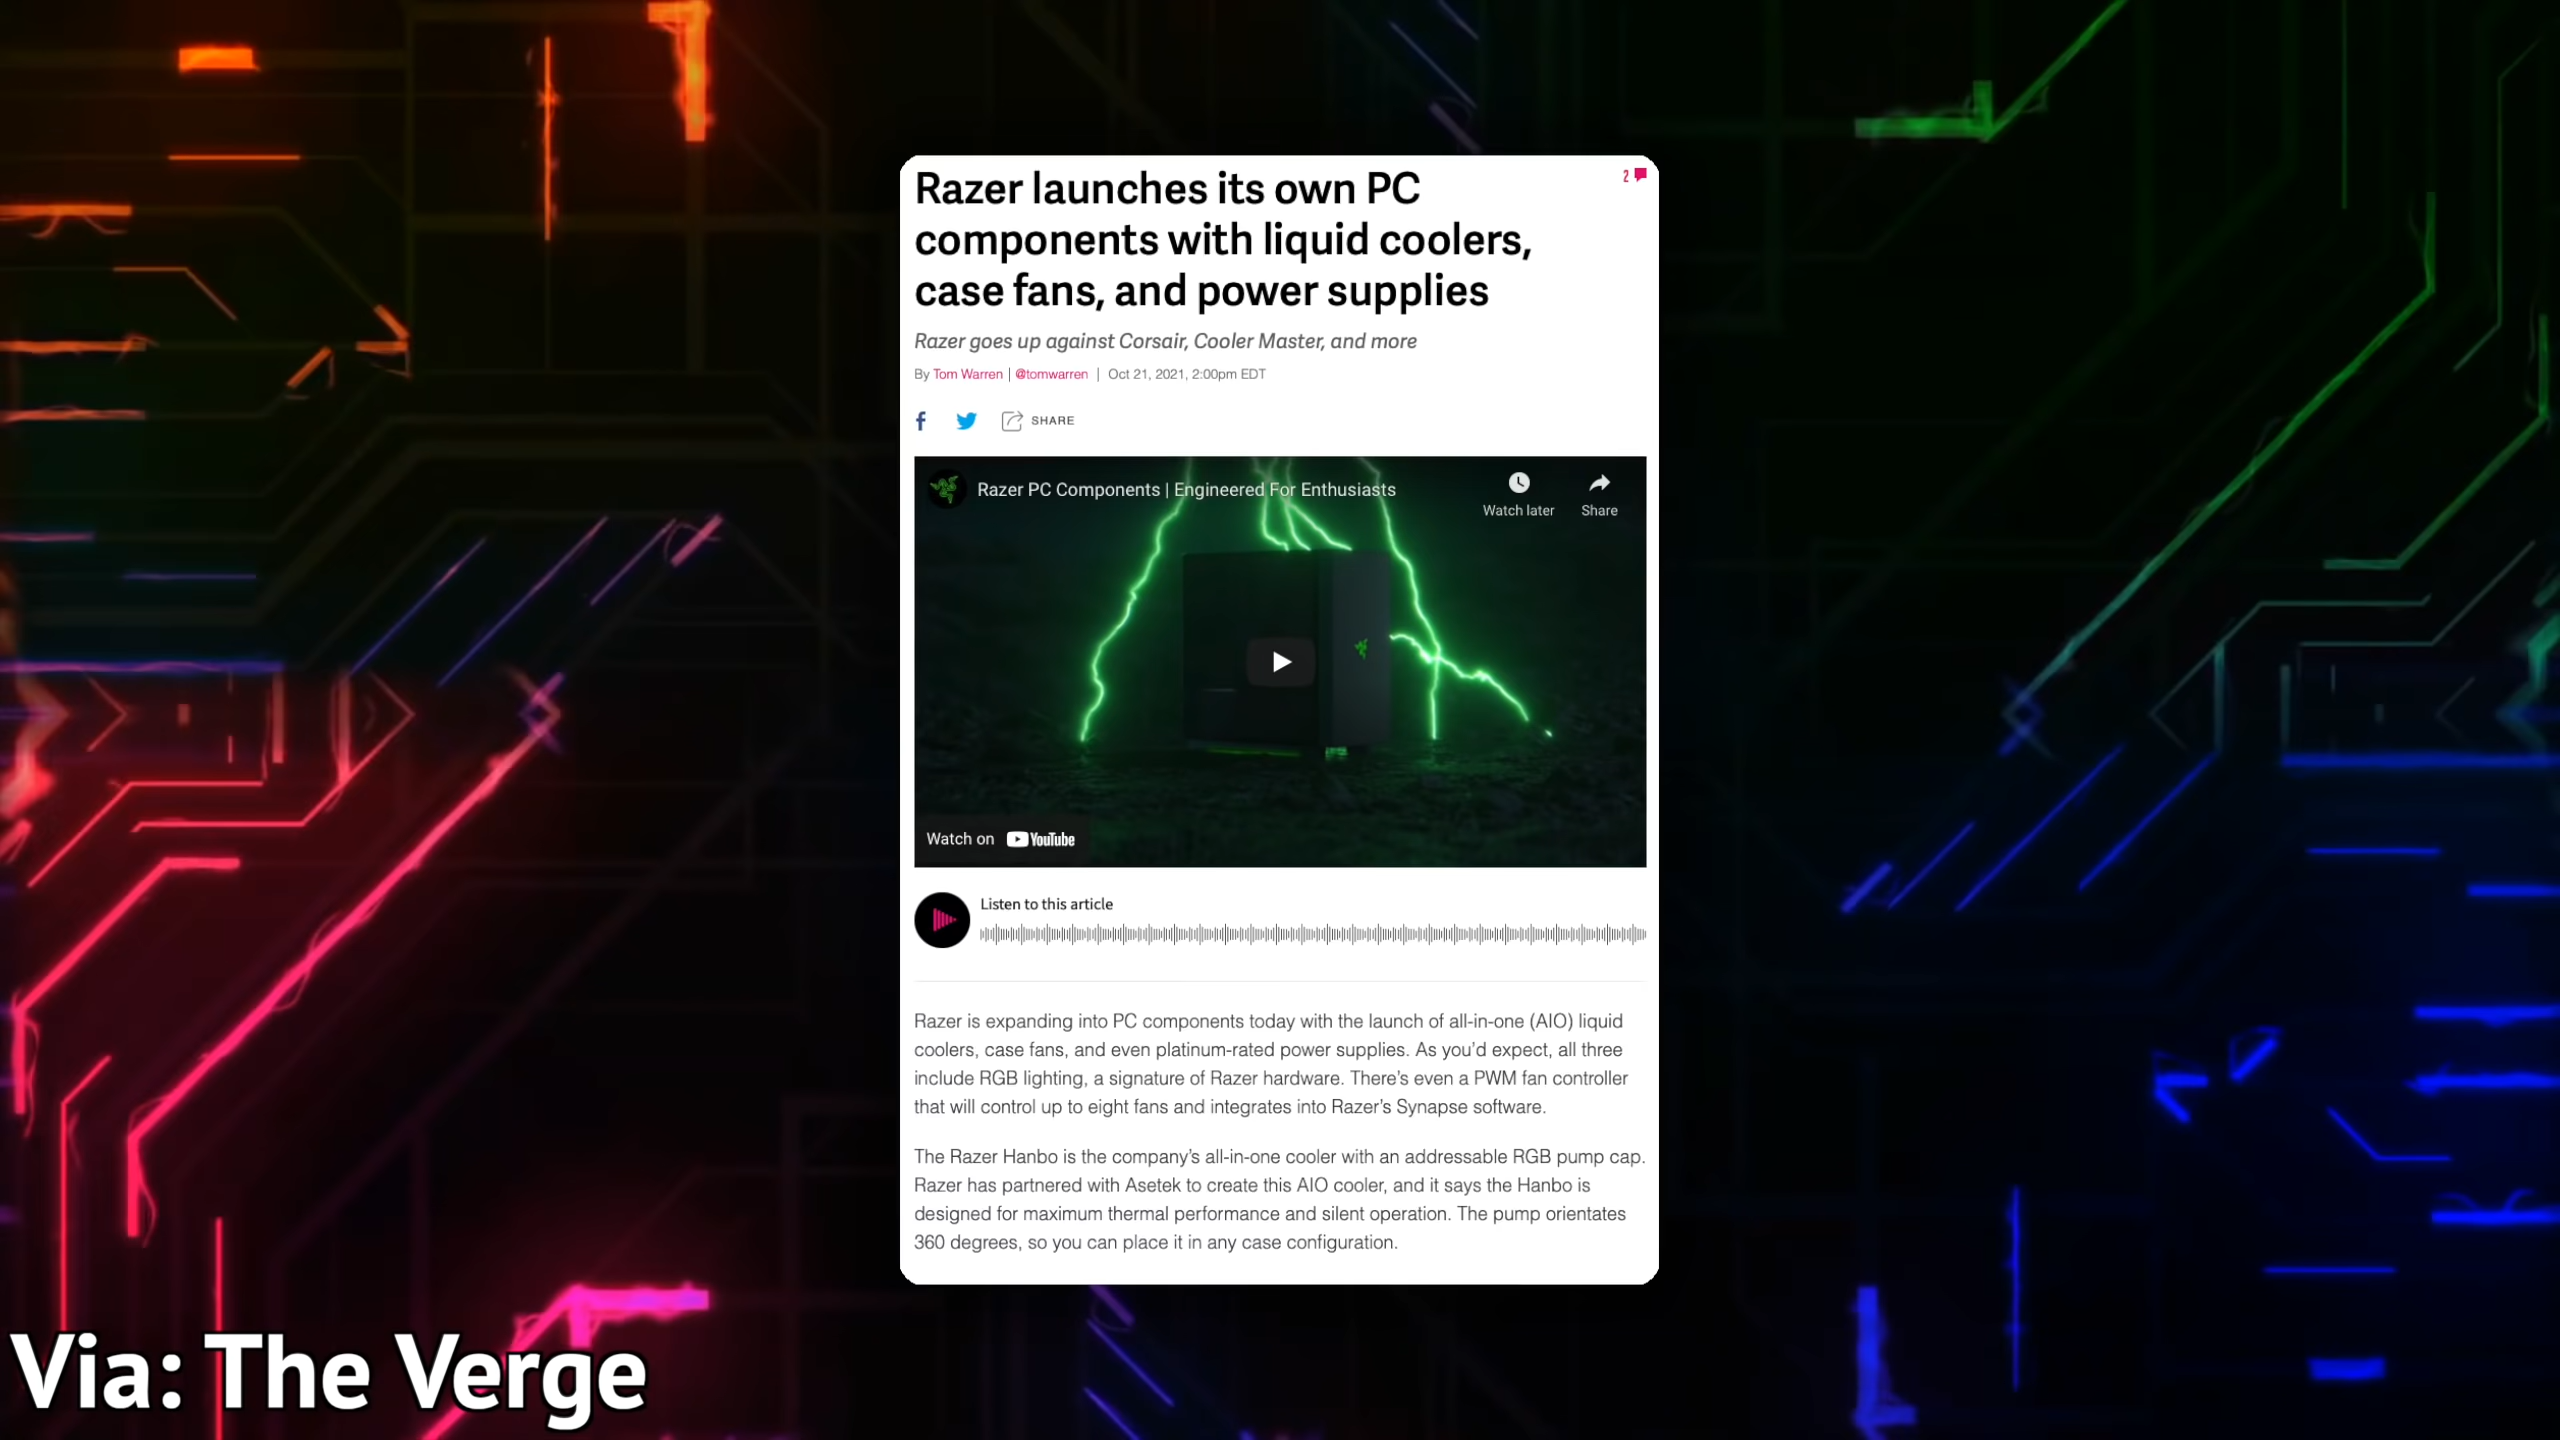 Razer launches its own PC
components with liquid coolers,
case fans, and power supplies
2
Razer goes up against Corsair, Cooler Master, and more
By Tom Warren | @tomwarren | Oct 21, 2021, 2:00pm EDT
SHARE
Razer PC Components | Engineered For Enthusiasts
Watch later
Share
Watch on YouTube
Listen to this article
Razer is expanding into PC components today with the launch of all-in-one (AIO) liquid
coolers, case fans, and even platinum-rated power supplies. As you’d expect, all three
include RGB lighting, a signature of Razer hardware. There’s even a PWM fan controller
that will control up to eight fans and integrates into Razer’s Synapse software.
The Razer Hanbo is the company’s all-in-one cooler with an addressable RGB pump cap.
Razer has partnered with Asetek to create this AIO cooler, and it says the Hanbo is
designed for maximum thermal performance and silent operation. The pump orientates
360 degrees, so you can place it in any case configuration.
Via: The Verge